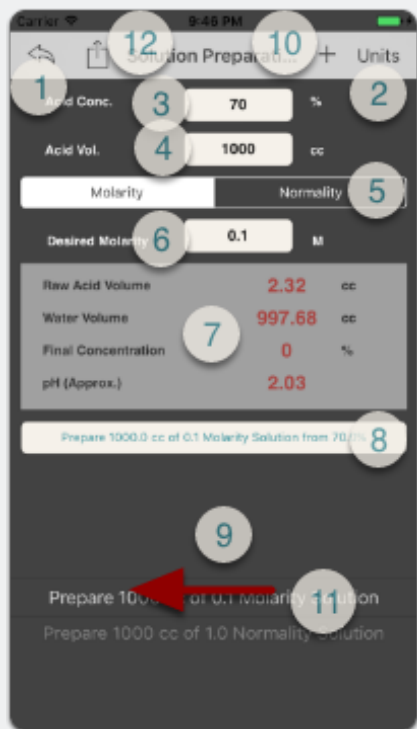 Carrier 9:46 PM
12 10
Solution Preparati... + Units
1 2
Acid Conc. 3 70 %
Acid Vol. 4 1000 cc
Molarity Normality 5
Desired Molarity 6 0.1 M
Raw Acid Volume 2.32 cc
Water Volume 997.68 cc
7
Final Concentration 0 %
pH (Approx.) 2.03
Prepare 1000.0 cc of 0.1 Molarity Solution from 70.0% 8
9
Prepare 1000 cc of 0.1 Molarity Solution
11
Prepare 1000 cc of 1.0 Normality Solution